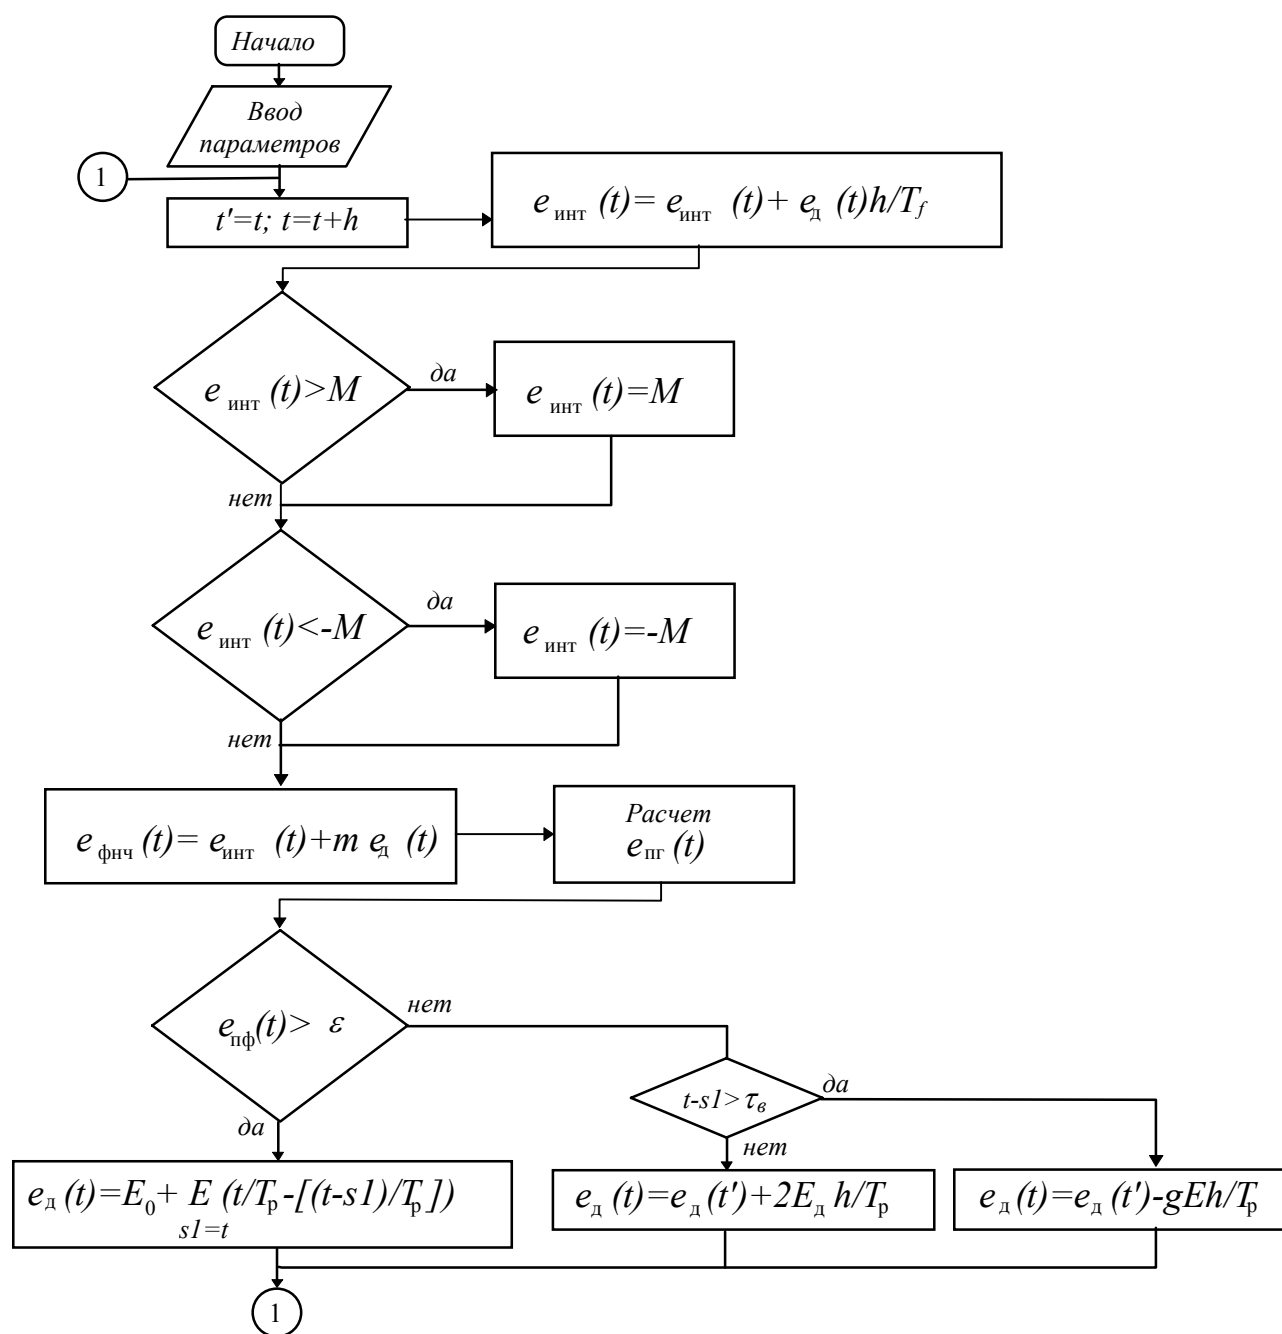 Начало
Ввод
параметров
1
t'=t; t=t+h
e инт (t)= e инт (t)+ e д (t)h/T f
e инт (t)>M
да
e инт (t)=M
нет
e инт (t)<-M
да
e инт (t)=-M
нет
e фнч (t)= e инт (t)+m e д (t)
Расчет
e пг (t)
e пф (t)> ε
нет
t-s1>τ в
да
да
нет
e д (t)=E 0 + E (t/T р -[(t-s1)/T р ])
s1=t
e д (t)=e д (t')+2E д h/T р
e д (t)=e д (t')-gEh/T р
1